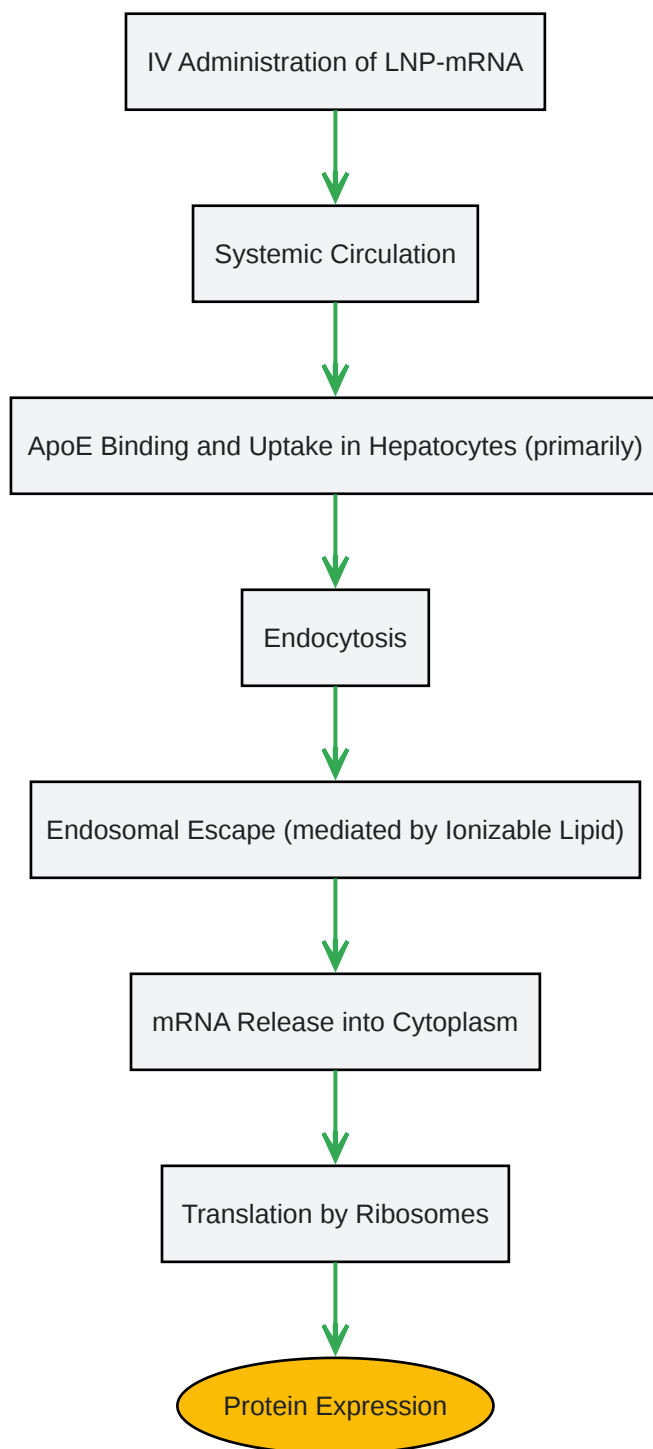 IV Administration of LNP-mRNA
Systemic Circulation
ApoE Binding and Uptake in Hepatocytes (primarily)
Endocytosis
Endosomal Escape (mediated by Ionizable Lipid)
mRNA Release into Cytoplasm
Translation by Ribosomes
Protein Expression